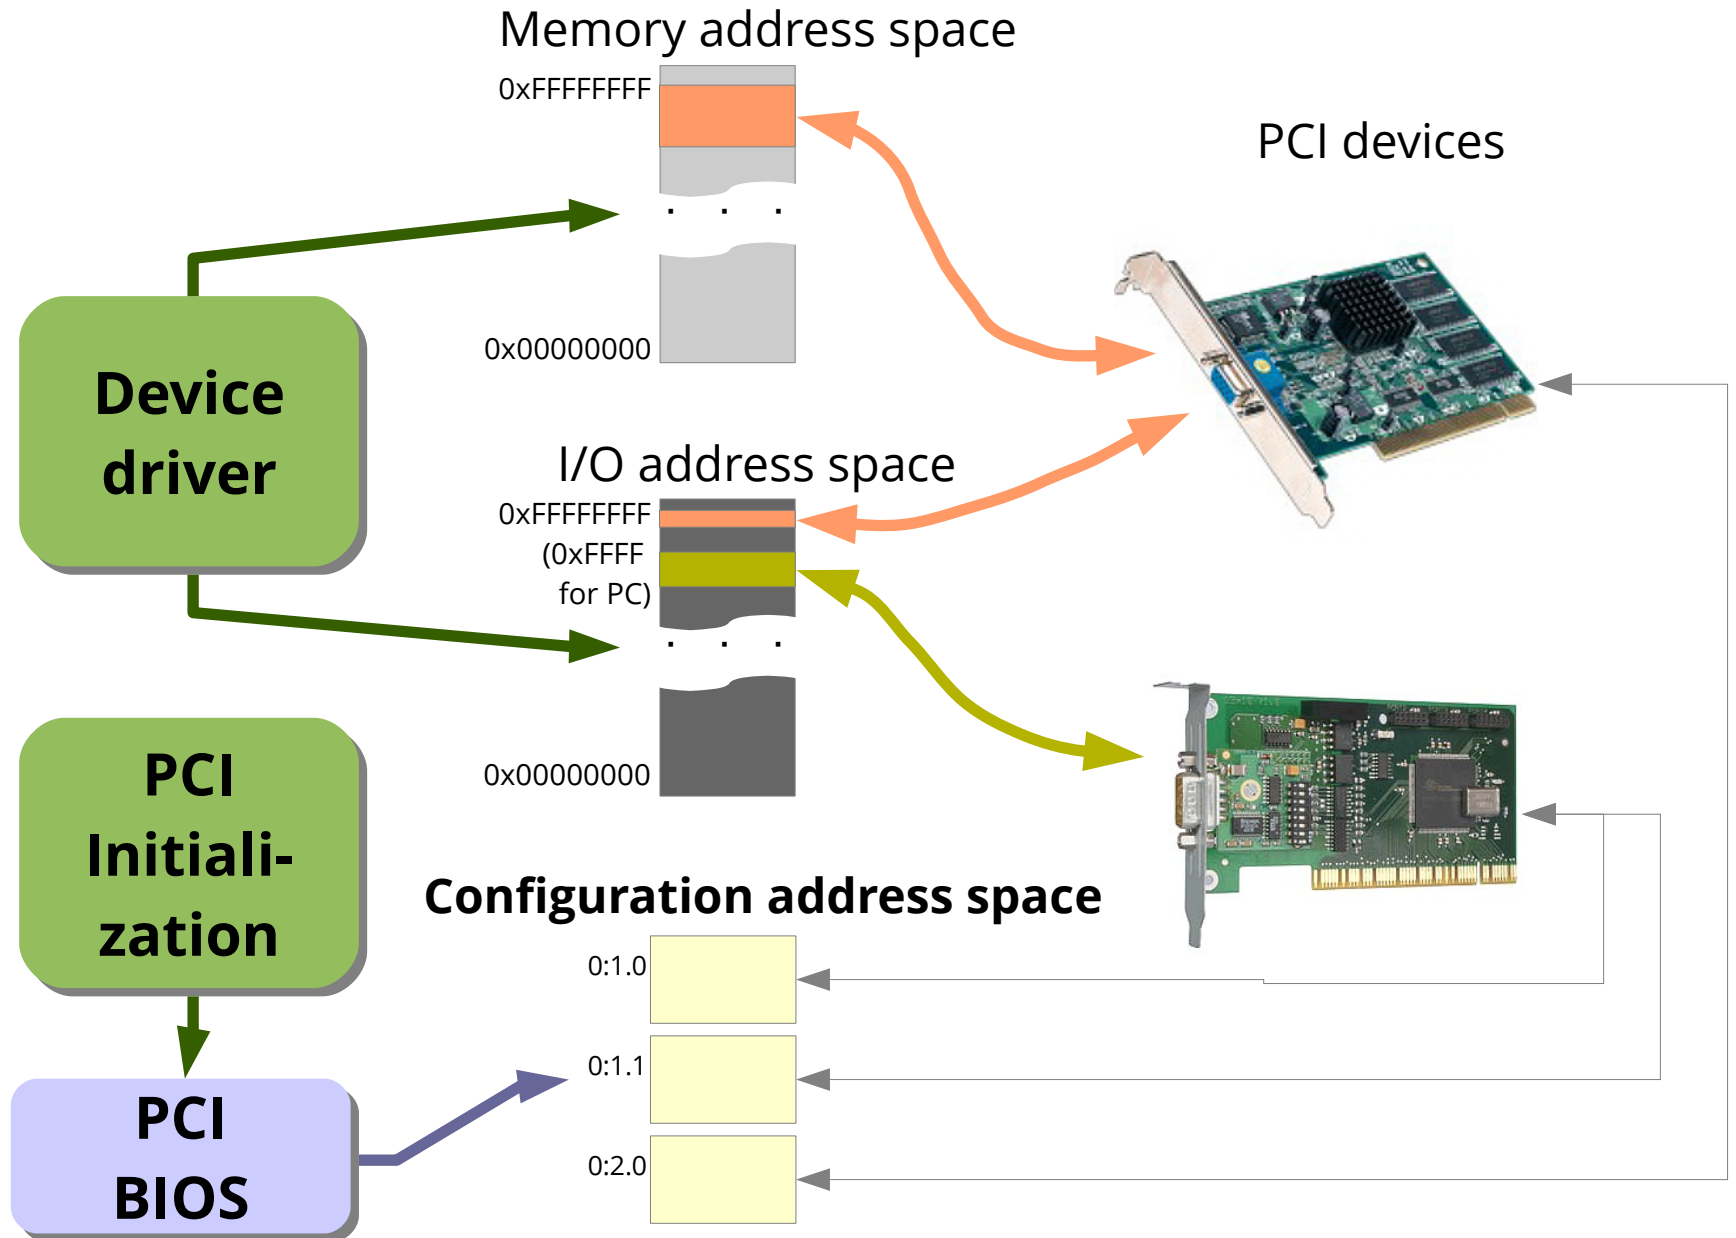 Memory address space
0xFFFFFFFF
0x00000000
PCI devices
Device
driver
I/O address space
0xFFFFFFFF
(0xFFFF
for PC)
0x00000000
PCI
Initiali-
zation
Configuration address space
0:1.0
0:1.1
0:2.0
PCI
BIOS